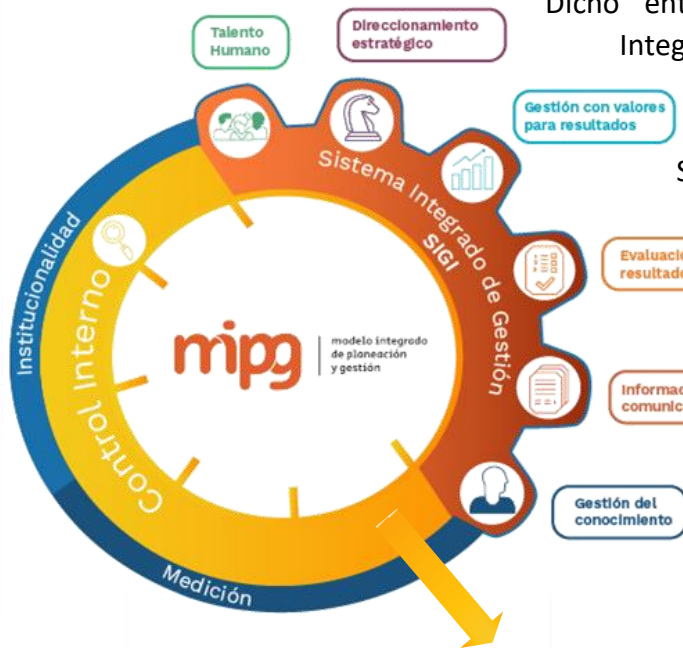 Dicho
Talento
Humano
Direccionamiento
estratégico
Gestión con valores
para resultados
Sistema Integrado de Gestión
SIGI
Institucionalidad
Control Interno
mipg
modelo integrado
de planeación
y gestión
Gestión del
conocimiento
Medición